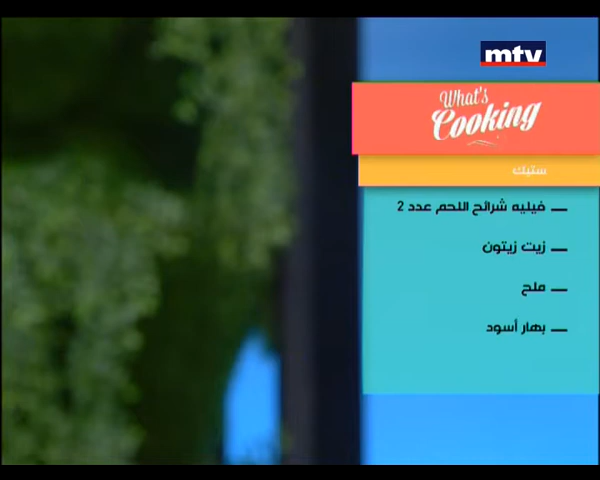 mtv
What's
Cooking
ستيك
فيليه شرائح اللحم عدد 2
زيت زيتون
ملح
بهار أسود